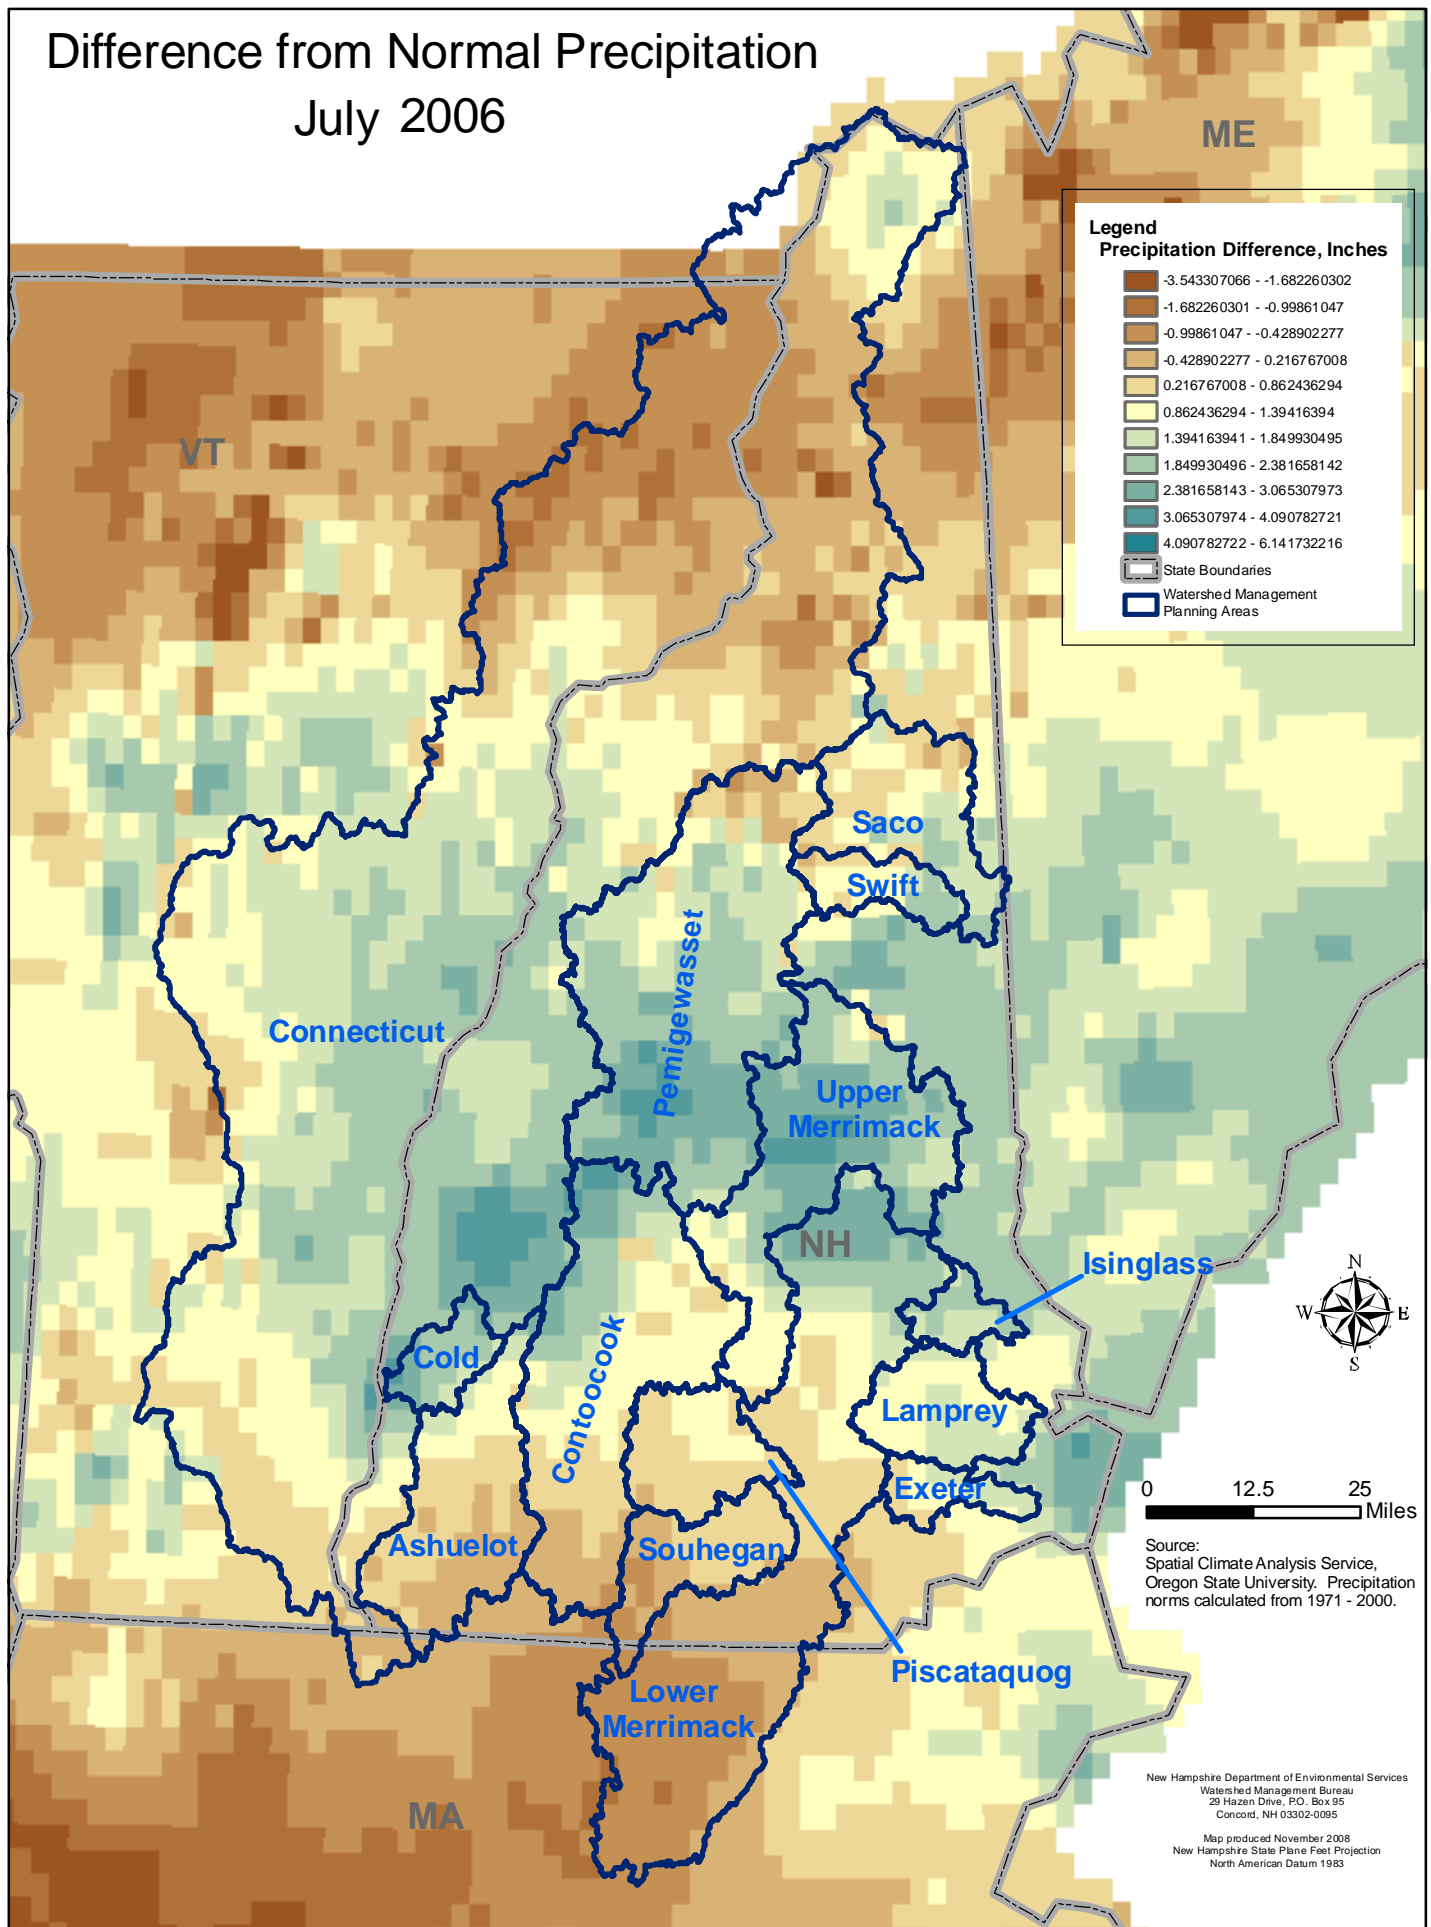 Difference from Normal Precipitation
July 2006
ME
Legend
Precipitation Difference, Inches
-3.543307066 - -1.682260302
-1.682260301 - -0.99861047
-0.99861047 - -0.428902277
-0.428902277 - 0.216767008
0.216767008 - 0.862436294
0.862436294 - 1.39416394
1.394163941 - 1.849930495
1.849930496 - 2.381658142
2.381658143 - 3.065307973
3.065307974 - 4.090782721
4.090782722 - 6.141732216
State Boundaries
Watershed Management
Planning Areas
VT
Saco
Swift
Pemigewasset
Connecticut
Upper
Merrimack
NH
Isinglass
N
W E
S
Cold
Contoocook
Lamprey
Exeter
0 12.5 25
Miles
Ashuelot
Souhegan
Source:
Spatial Climate Analysis Service,
Oregon State University. Precipitation
norms calculated from 1971 - 2000.
Piscataquog
Lower
Merrimack
MA
New Hampshire Department of Environmental Services
Watershed Management Bureau
29 Hazen Drive, P.O. Box 95
Concord, NH 03302-0095
Map produced November 2008
New Hampshire State Plane Feet Projection
North American Datum 1983